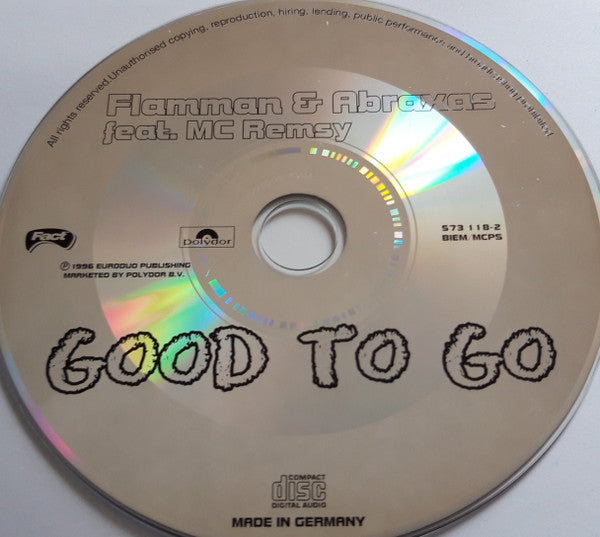 All rights reserved. Unauthorised copying, reproduction, hiring, lending, public performance and
Flamman & Abraxas
feat. MC Remsy
Fact
polydor
573 118-2
BIEM/MCPS
℗ 1996 EURODUO PUBLISHING
MARKETED BY POLYDOR B.V.
GOOD TO GO
COMPACT
disc
DIGITAL AUDIO
MADE IN GERMANY